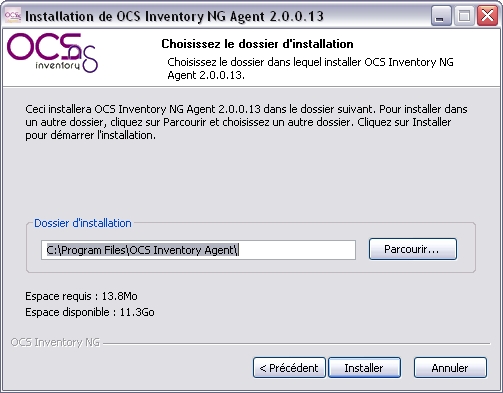 Installation de OCS Inventory NG Agent 2.0.0.13
OCSng
inventory
Choisissez le dossier d'installation
Choisissez le dossier dans lequel installer OCS Inventory NG
Agent 2.0.0.13.
Ceci installera OCS Inventory NG Agent 2.0.0.13 dans le dossier suivant. Pour installer dans
un autre dossier, cliquez sur Parcourir et choisissez un autre dossier. Cliquez sur Installer
pour démarrer l'installation.
Dossier d'installation
C:\Program Files\OCS Inventory Agent\
Parcourir...
Espace requis : 13.8Mo
Espace disponible : 11.3Go
OCS Inventory NG
< Précédent
Installer
Annuler